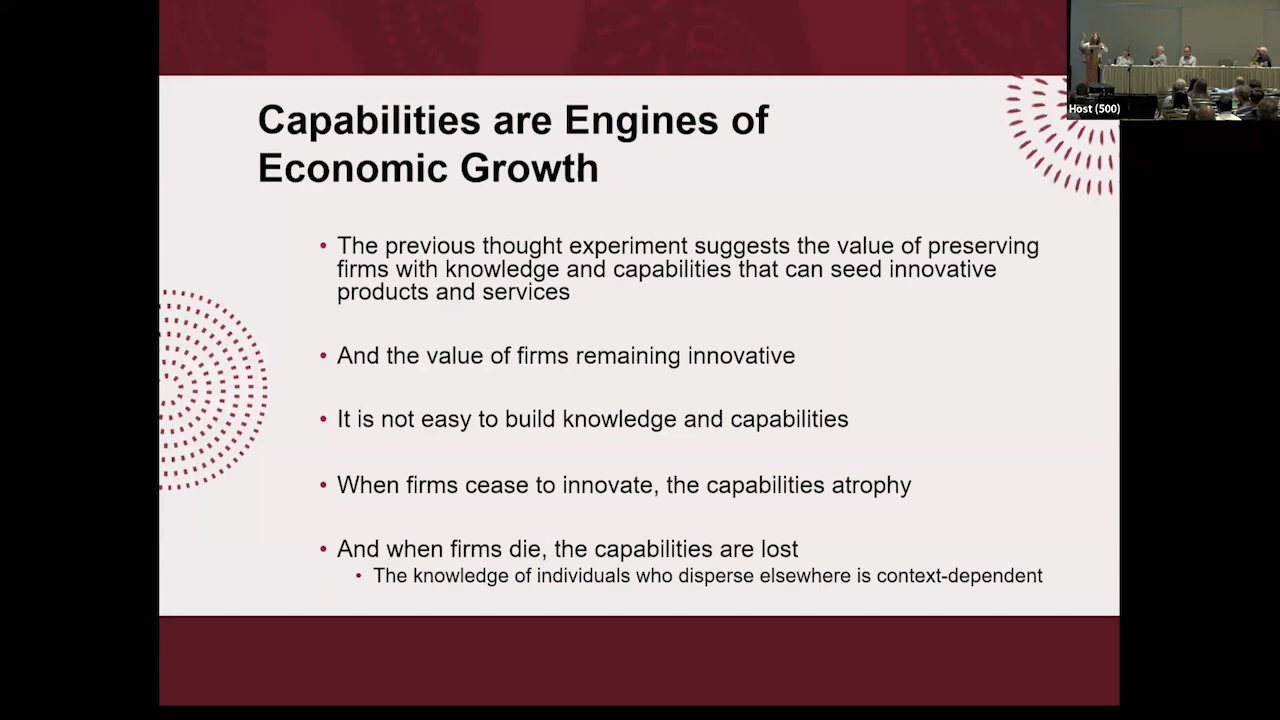 Capabilities are Engines of
Economic Growth
• The previous thought experiment suggests the value of preserving
firms with knowledge and capabilities that can seed innovative
products and services
• And the value of firms remaining innovative
• It is not easy to build knowledge and capabilities
• When firms cease to innovate, the capabilities atrophy
• And when firms die, the capabilities are lost
• The knowledge of individuals who disperse elsewhere is context-dependent
Host (500)